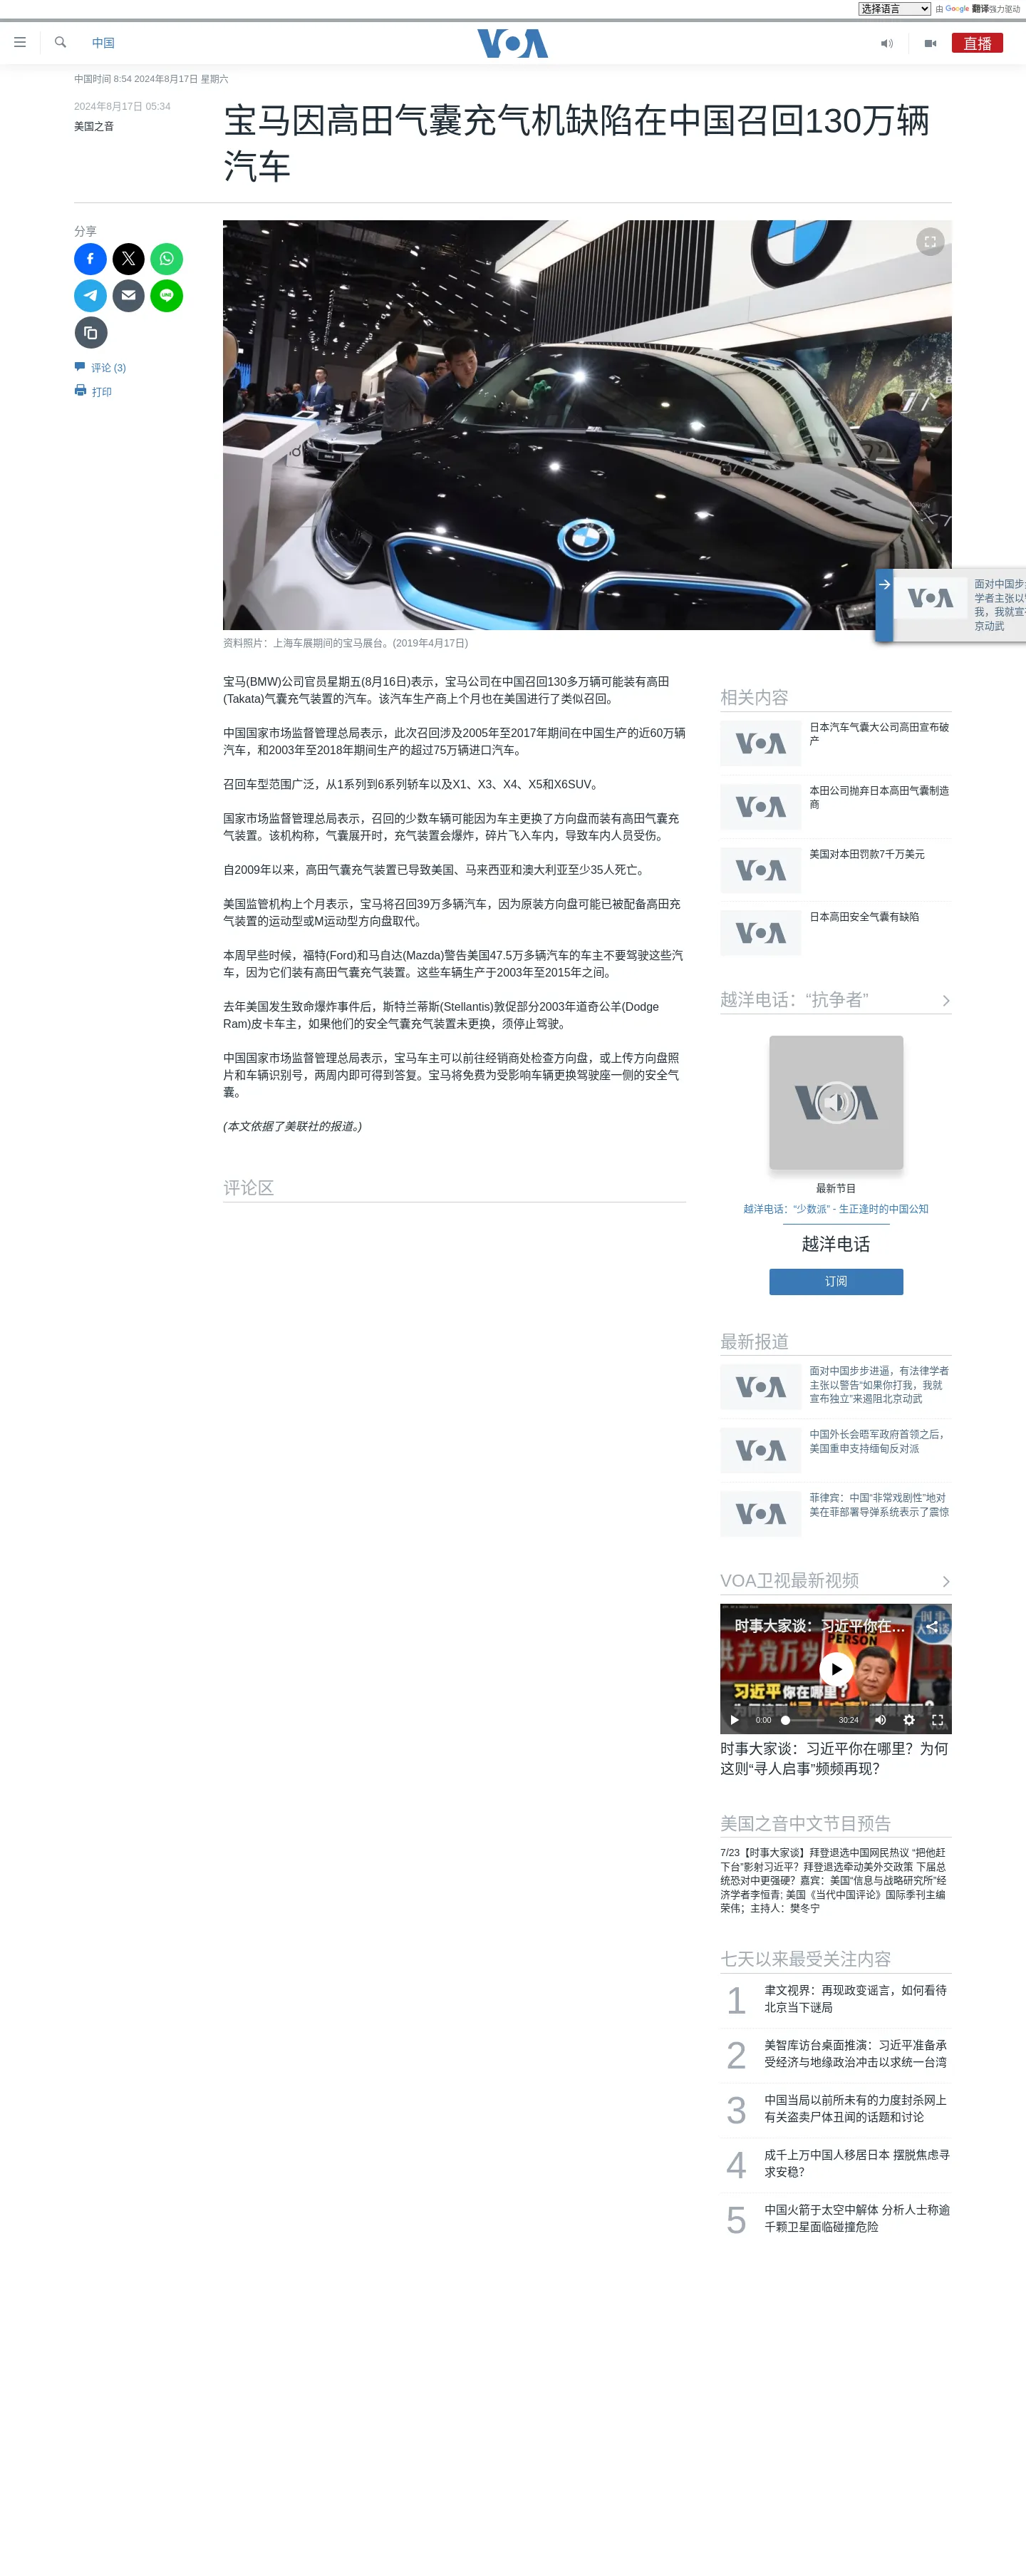 选择语言
由 Google 翻译强力驱动
中国
VOA
直播
中国时间 8:54 2024年8月17日 星期六
2024年8月17日 05:34
美国之音
宝马因高田气囊充气机缺陷在中国召回130万辆
汽车
分享
评论 (3)
打印
资料照片：上海车展期间的宝马展台。(2019年4月17日)
宝马(BMW)公司官员星期五(8月16日)表示，宝马公司在中国召回130多万辆可能装有高田
(Takata)气囊充气装置的汽车。该汽车生产商上个月也在美国进行了类似召回。
中国国家市场监督管理总局表示，此次召回涉及2005年至2017年期间在中国生产的近60万辆
汽车，和2003年至2018年期间生产的超过75万辆进口汽车。
召回车型范围广泛，从1系列到6系列轿车以及X1、X3、X4、X5和X6SUV。
国家市场监督管理总局表示，召回的少数车辆可能因为车主更换了方向盘而装有高田气囊充
气装置。该机构称，气囊展开时，充气装置会爆炸，碎片飞入车内，导致车内人员受伤。
自2009年以来，高田气囊充气装置已导致美国、马来西亚和澳大利亚至少35人死亡。
美国监管机构上个月表示，宝马将召回39万多辆汽车，因为原装方向盘可能已被配备高田充
气装置的运动型或M运动型方向盘取代。
本周早些时候，福特(Ford)和马自达(Mazda)警告美国47.5万多辆汽车的车主不要驾驶这些汽
车，因为它们装有高田气囊充气装置。这些车辆生产于2003年至2015年之间。
去年美国发生致命爆炸事件后，斯特兰蒂斯(Stellantis)敦促部分2003年道奇公羊(Dodge
Ram)皮卡车主，如果他们的安全气囊充气装置未更换，须停止驾驶。
中国国家市场监督管理总局表示，宝马车主可以前往经销商处检查方向盘，或上传方向盘照
片和车辆识别号，两周内即可得到答复。宝马将免费为受影响车辆更换驾驶座一侧的安全气
囊。
(本文依据了美联社的报道。)
评论区
VOA
面对中国步
学者主张以
我，我就宣
京动武
相关内容
VOA
日本汽车气囊大公司高田宣布破
产
VOA
本田公司抛弃日本高田气囊制造
商
VOA
美国对本田罚款7千万美元
VOA
日本高田安全气囊有缺陷
越洋电话：“抗争者”
VOA
最新节目
越洋电话：“少数派” - 生正逢时的中国公知
越洋电话
订阅
最新报道
VOA
面对中国步步进逼，有法律学者
主张以警告“如果你打我，我就
宣布独立”来遏阻北京动武
VOA
中国外长会晤军政府首领之后，
美国重申支持缅甸反对派
VOA
菲律宾：中国“非常戏剧性”地对
美在菲部署导弹系统表示了震惊
VOA卫视最新视频
时事大家谈：习近平你在…
时事
大家谈
PERSON
共产党万岁
习近平你在哪里？
0:00
30:24
时事大家谈：习近平你在哪里？为何
这则“寻人启事”频频再现？
美国之音中文节目预告
7/23【时事大家谈】拜登退选中国网民热议 “把他赶
下台”影射习近平？拜登退选牵动美外交政策 下届总
统恐对中更强硬？嘉宾：美国“信息与战略研究所”经
济学者李恒青; 美国《当代中国评论》国际季刊主编
荣伟；主持人：樊冬宁
七天以来最受关注内容
1
聿文视界：再现政变谣言，如何看待
北京当下谜局
2
美智库访台桌面推演：习近平准备承
受经济与地缘政治冲击以求统一台湾
3
中国当局以前所未有的力度封杀网上
有关盗卖尸体丑闻的话题和讨论
4
成千上万中国人移居日本 摆脱焦虑寻
求安稳？
5
中国火箭于太空中解体 分析人士称逾
千颗卫星面临碰撞危险